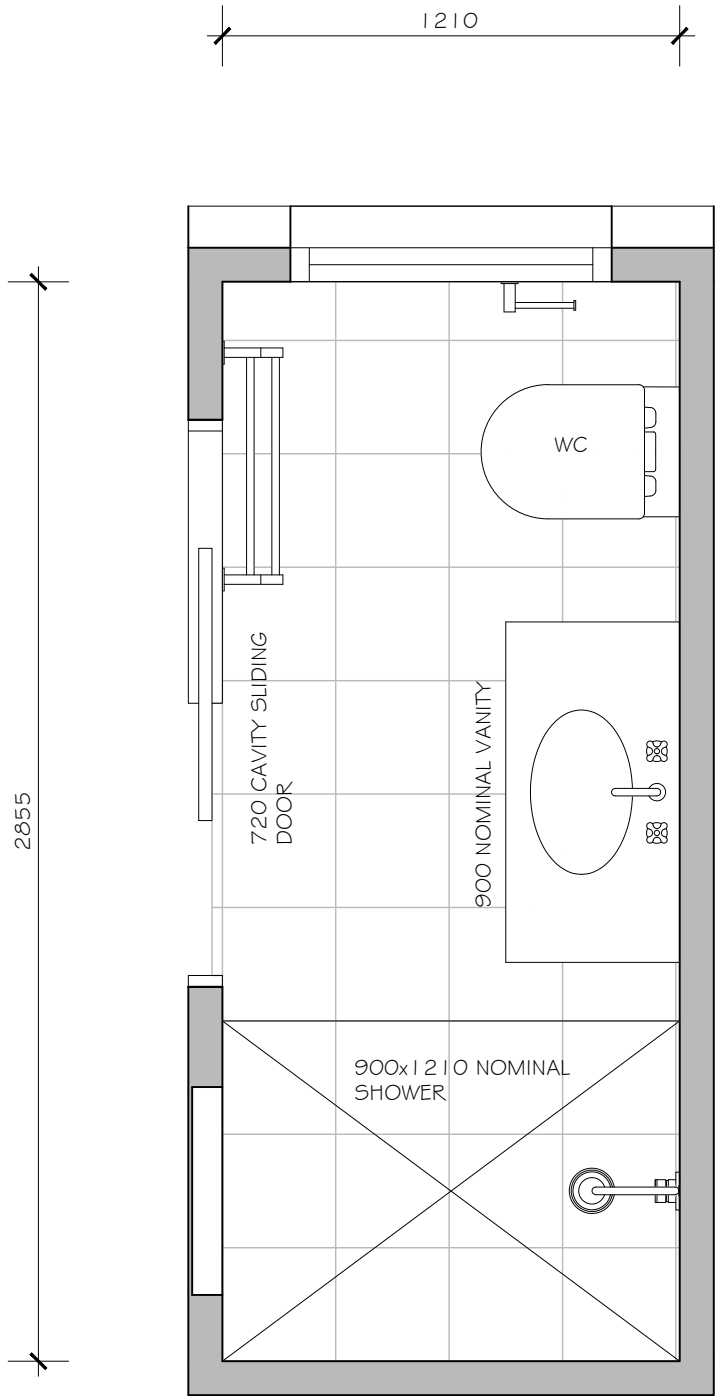 1210
WC
720 CAVITY SLIDING
DOOR
900 NOMINAL VANITY
2855
900x1210 NOMINAL
SHOWER